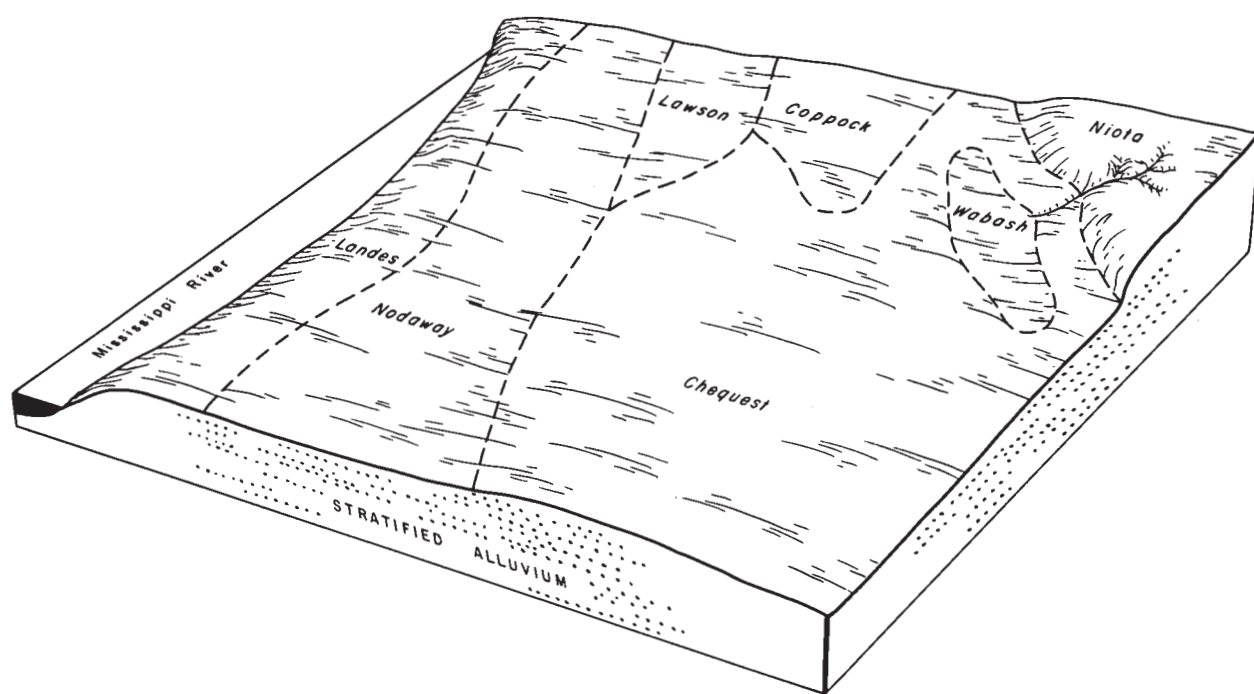 Lawson
Coppock
Niota
Wabash
Landes
Mississippi River
Nodaway
Chequest
STRATIFIED ALLUVIUM